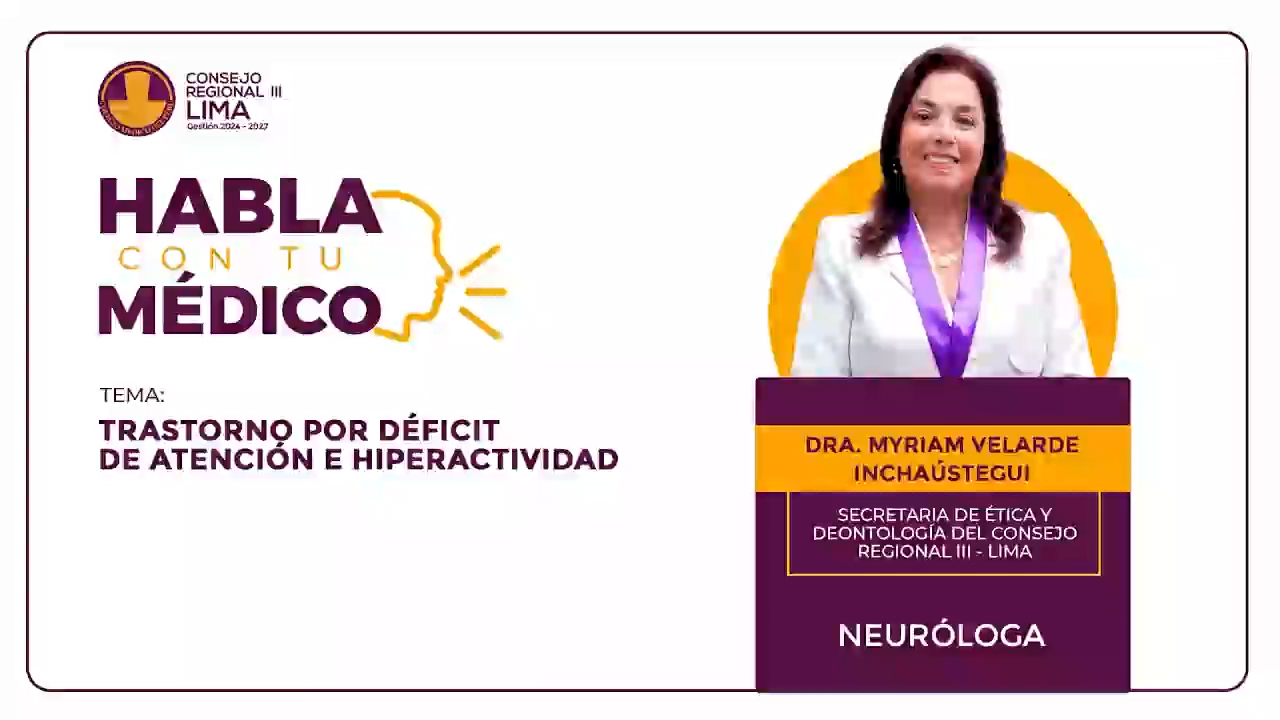 CONSEJO
REGIONAL III
LIMA
Gestión 2024 - 2027
HABLA
CON TU
MÉDICO
TEMA:
TRASTORNO POR DÉFICIT
DE ATENCIÓN E HIPERACTIVIDAD
DRA. MYRIAM VELARDE
INCHAÚSTEGUI
SECRETARIA DE ÉTICA Y
DEONTOLOGÍA DEL CONSEJO
REGIONAL III - LIMA
NEURÓLOGA